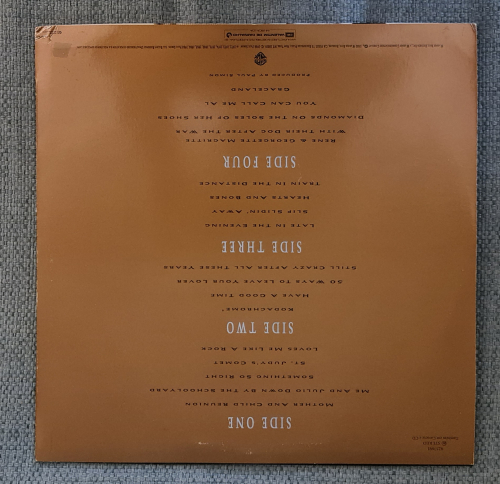 SIDE ONE
MOTHER AND CHILD REUNION
ME AND JULIO DOWN BY THE SCHOOLYARD
SOMETHING SO RIGHT
ST. JUDY'S COMET
LOVES ME LIKE A ROCK
SIDE TWO
KODACHROME®
HAVE A GOOD TIME
50 WAYS TO LEAVE YOUR LOVER
STILL CRAZY AFTER ALL THESE YEARS
SIDE THREE
LATE IN THE EVENING
SLIP SLIDIN' AWAY
HEARTS AND BONES
TRAIN IN THE DISTANCE
SIDE FOUR
RENE & GEORGETTE MAGRITTE
WITH THEIR DOG AFTER THE WAR
DIAMONDS ON THE SOLES OF HER SHOES
YOU CAN CALL ME AL
GRACELAND
PRODUCED BY PAUL SIMON